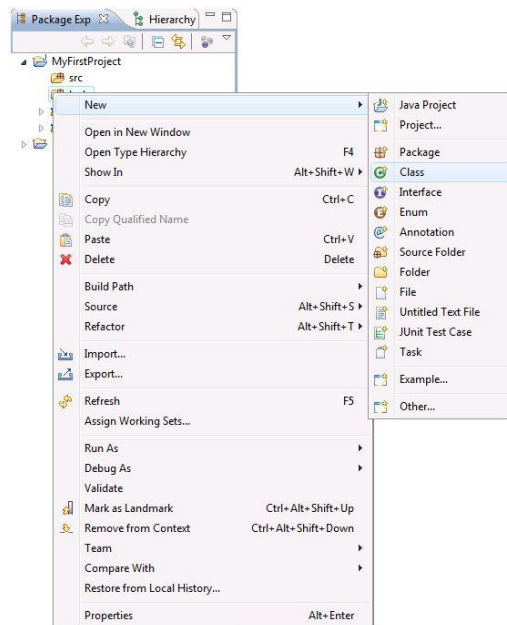 Package Exp
Hierarchy
MyFirstProject
src
New
Open in New Window
Open Type Hierarchy F4
Show In Alt+Shift+W
Copy Ctrl+C
Copy Qualified Name
Paste Ctrl+V
Delete Delete
Build Path
Source Alt+Shift+S
Refactor Alt+Shift+T
Import...
Export...
Refresh F5
Assign Working Sets...
Run As
Debug As
Validate
Mark as Landmark Ctrl+Alt+Shift+Up
Remove from Context Ctrl+Alt+Shift+Down
Team
Compare With
Restore from Local History...
Properties Alt+Enter
Java Project
Project...
Package
Class
Interface
Enum
Annotation
Source Folder
Folder
File
Untitled Text File
JUnit Test Case
Task
Example...
Other...